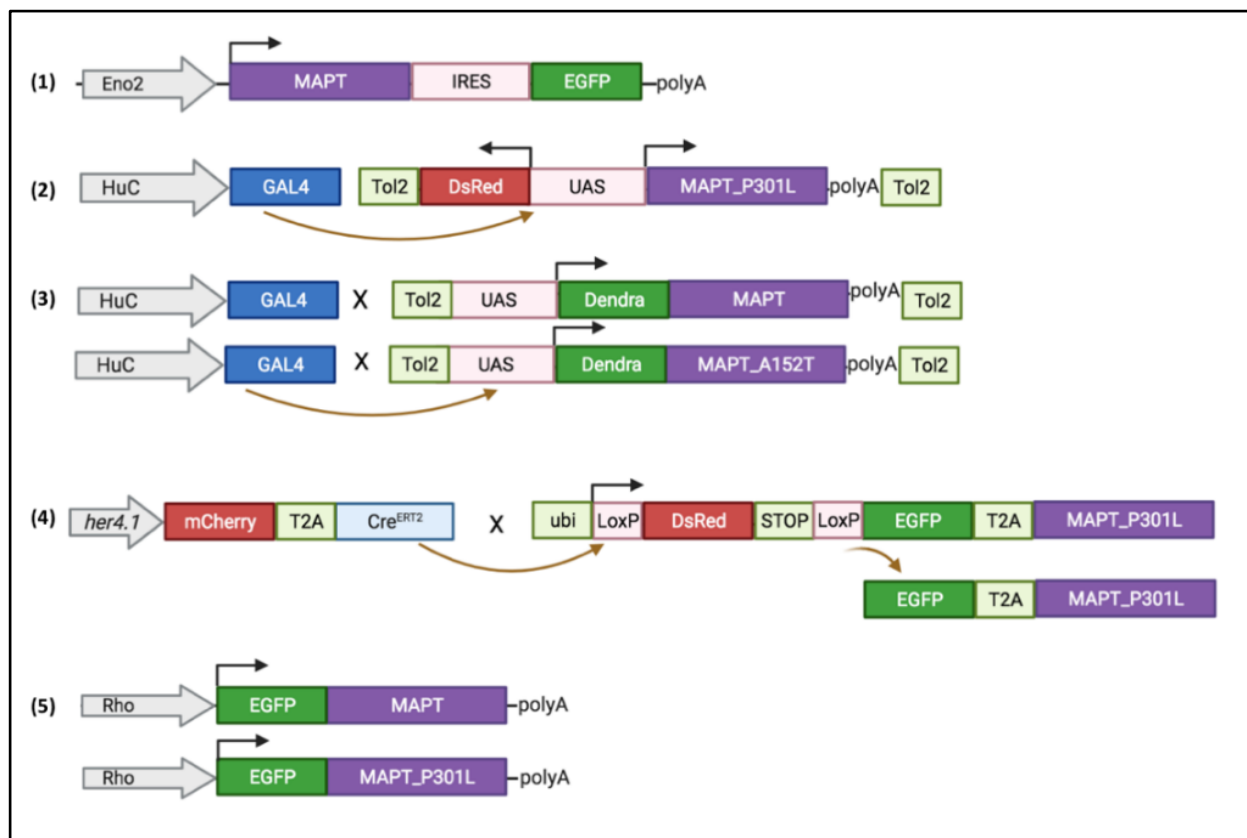 (1) Eno2 MAPT IRES EGFP polyA
(2) HuC GAL4 Tol2 DsRed UAS MAPT_P301L polyA Tol2
(3) HuC GAL4 X Tol2 UAS Dendra MAPT polyA Tol2
HuC GAL4 X Tol2 UAS Dendra MAPT_A152T polyA Tol2
(4) her4.1 mCherry T2A CreERT2 X ubi LoxP DsRed STOP LoxP EGFP T2A MAPT_P301L
EGFP T2A MAPT_P301L
(5) Rho EGFP MAPT polyA
Rho EGFP MAPT_P301L polyA